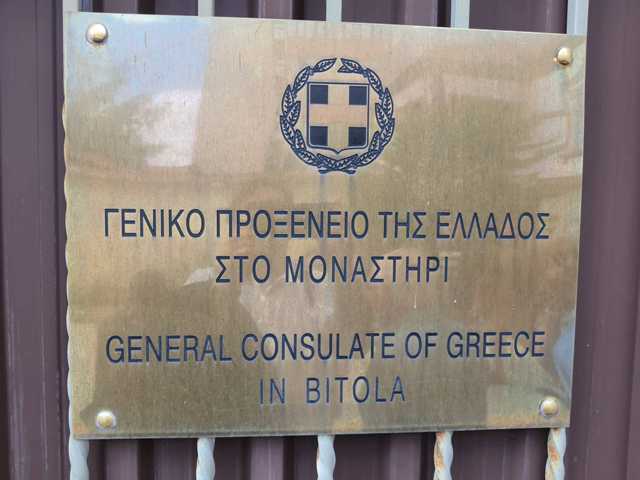 ΓΕΝΙΚΟ ΠΡΟΞΕΝΕΙΟ ΤΗΣ ΕΛΛΑΔΟΣ
ΣΤΟ ΜΟΝΑΣΤΗΡΙ
GENERAL CONSULATE OF GREECE
IN BITOLA